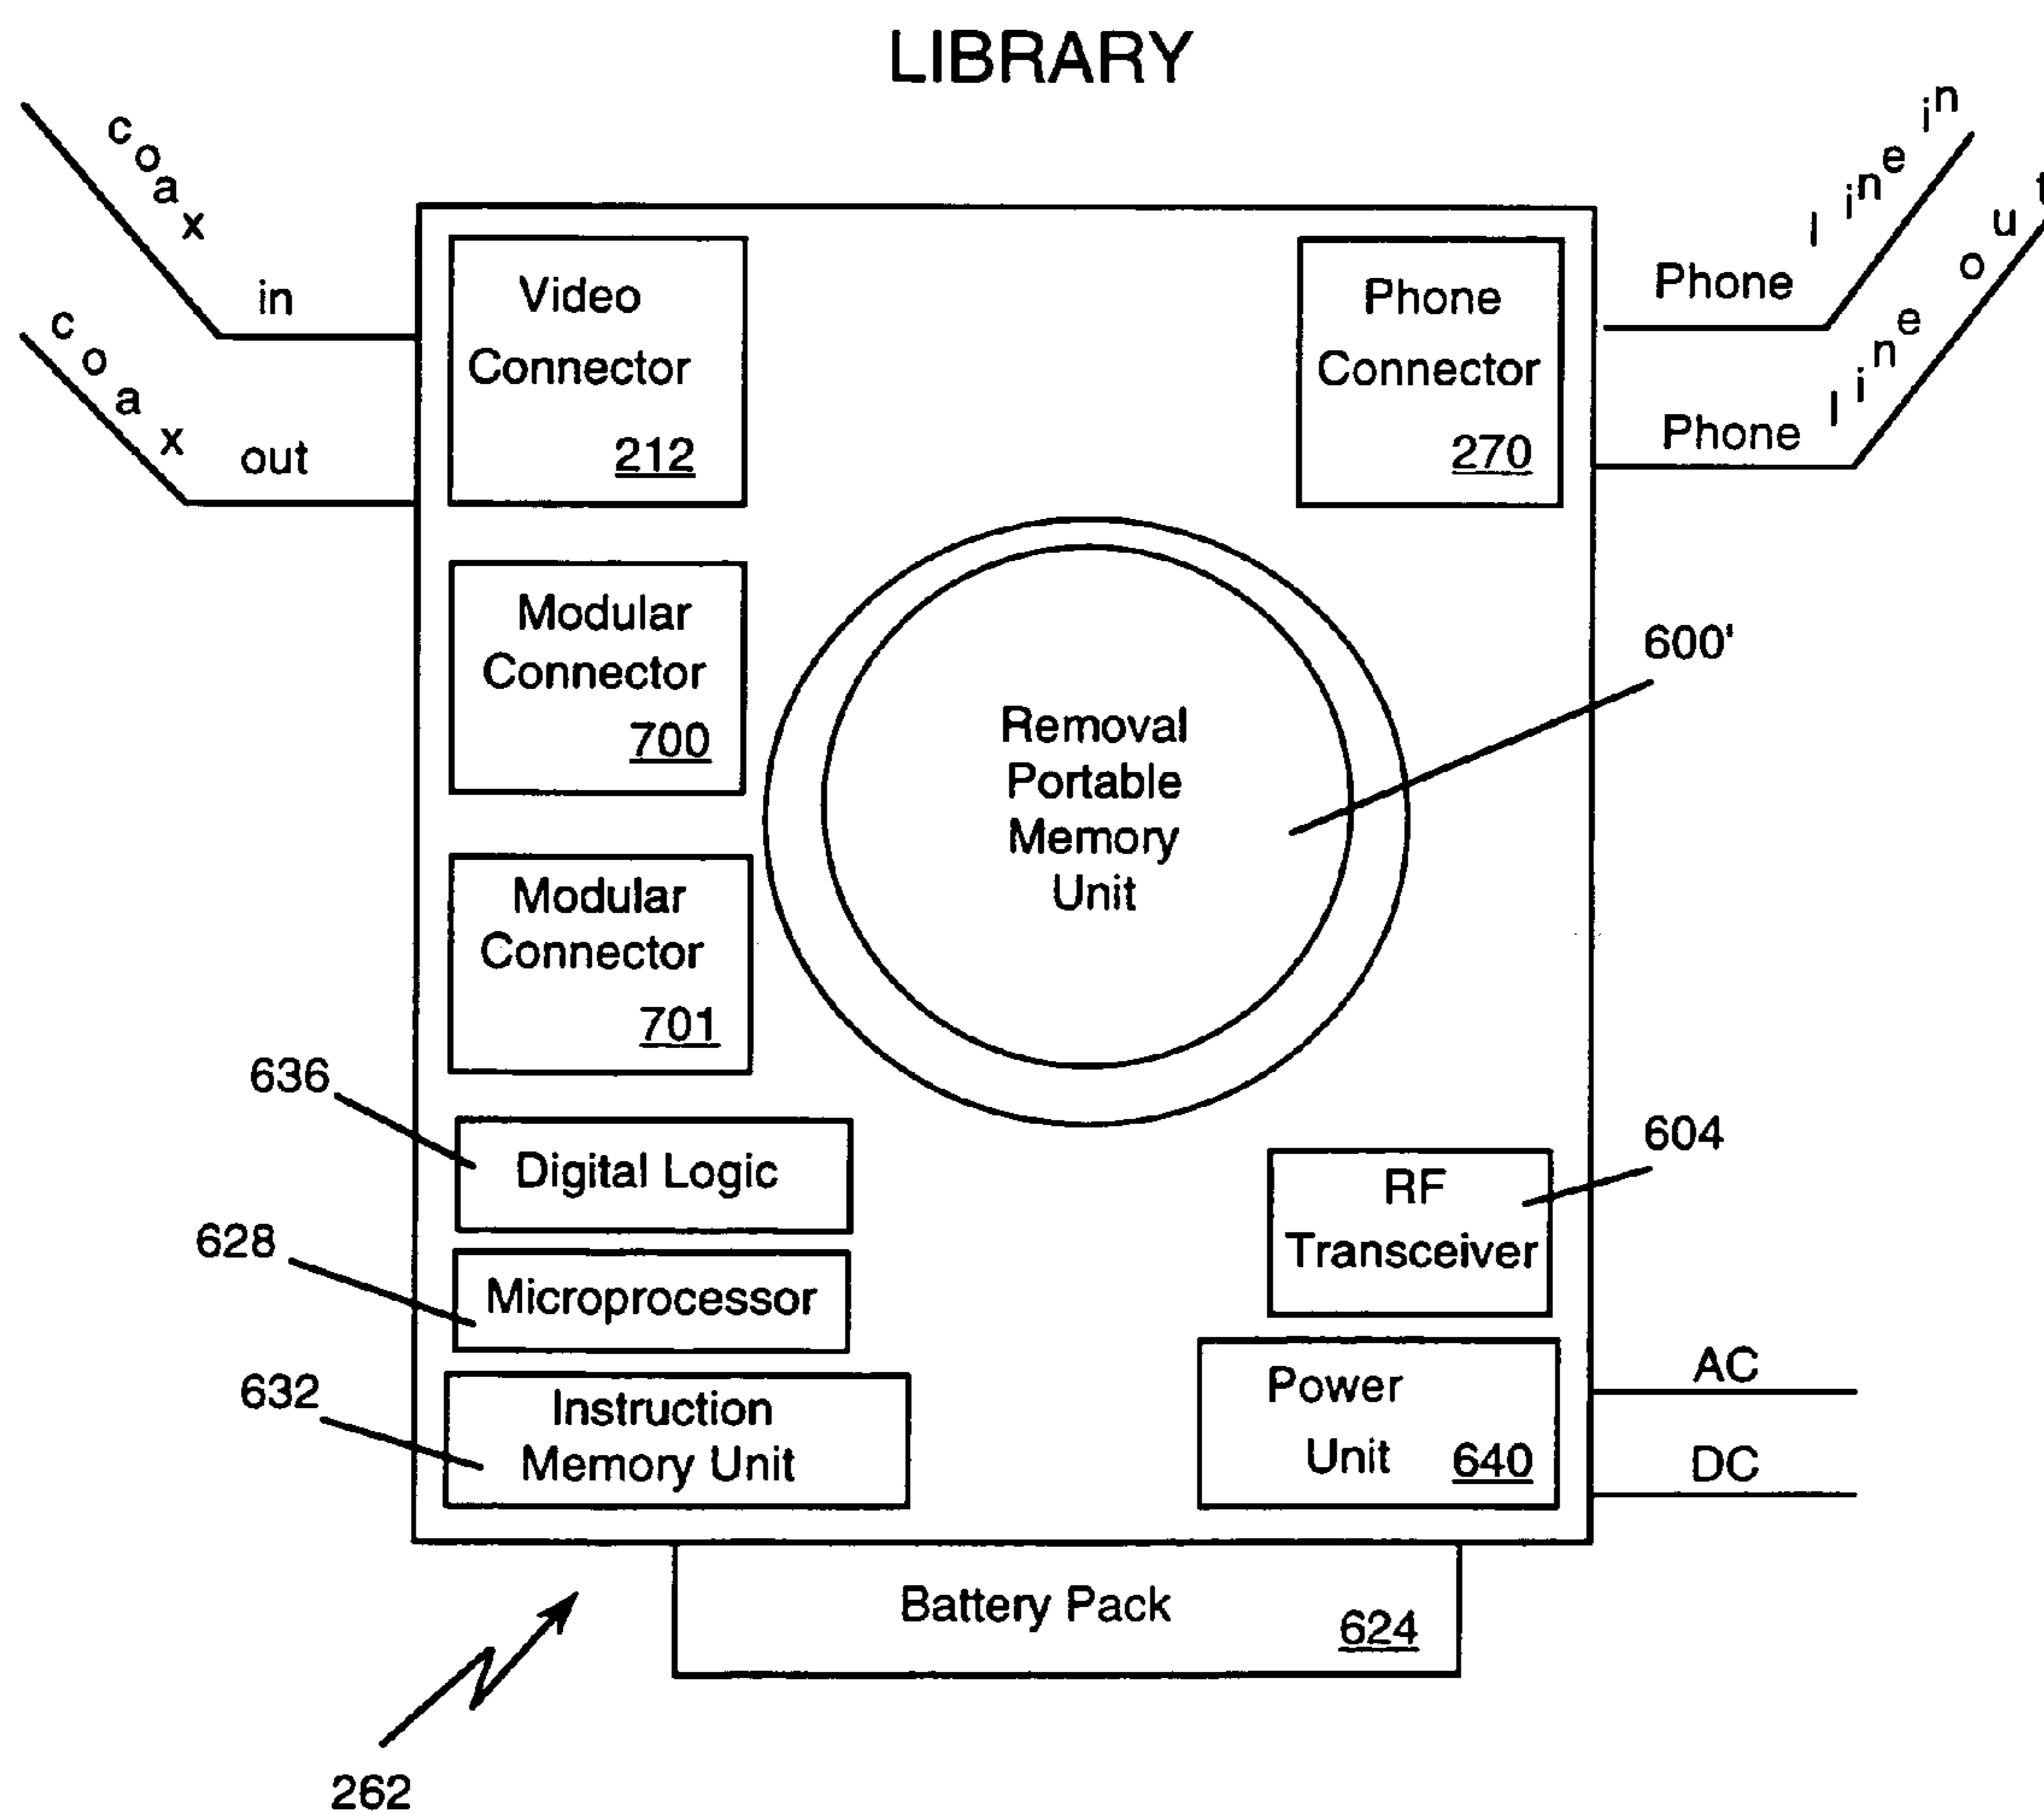 LIBRARY
coax in
coax out
Video
Connector
212
Phone
Connector
270
Phone line in
Phone line out
Modular
Connector
700
Removal
Portable
Memory
Unit
600'
Modular
Connector
701
636
Digital Logic
604
RF
Transceiver
628
Microprocessor
632
Instruction
Memory Unit
Power
Unit 640
AC
DC
Battery Pack
624
262